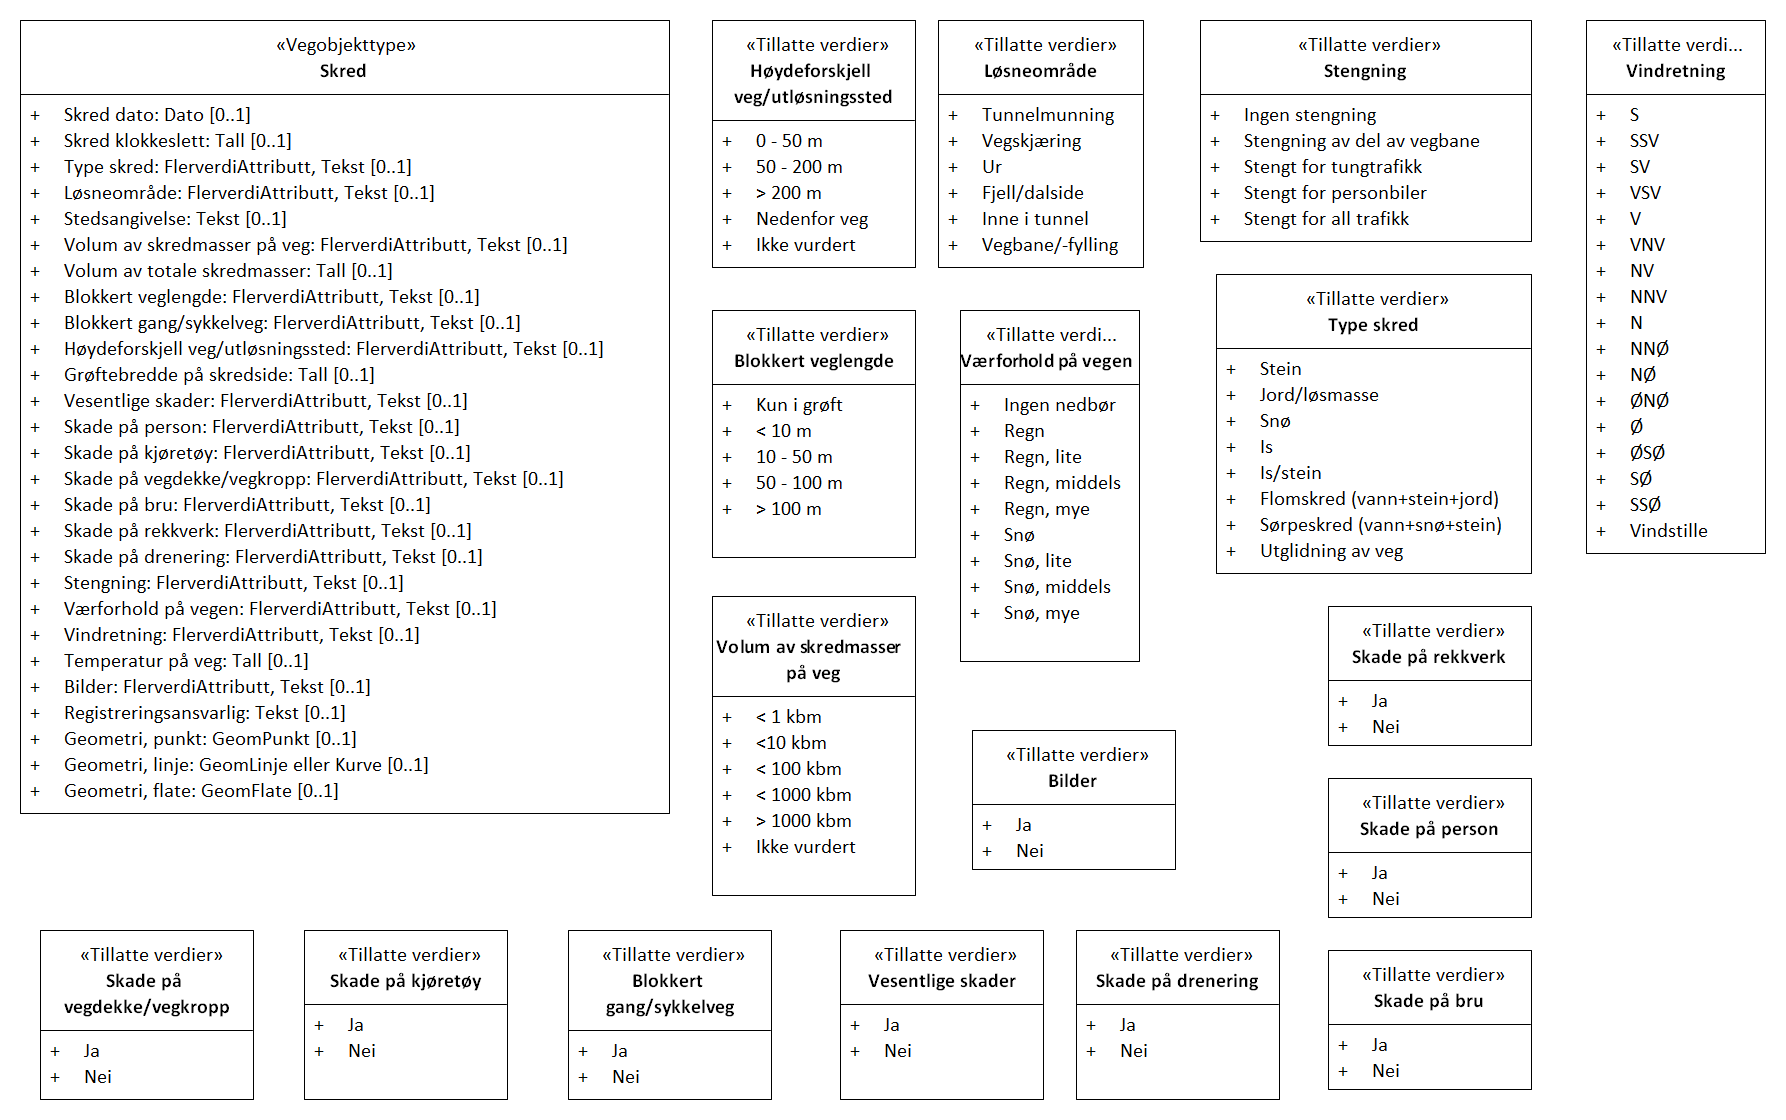 «Vegobjekttype»
Skred
+ Skred dato: Dato [0..1]
+ Skred klokkeslett: Tall [0..1]
+ Type skred: FlerverdiAttributt, Tekst [0..1]
+ Løsneområde: FlerverdiAttributt, Tekst [0..1]
+ Stedsangivelse: Tekst [0..1]
+ Volum av skredmasser på veg: FlerverdiAttributt, Tekst [0..1]
+ Volum av totale skredmasser: Tall [0..1]
+ Blokkert veglengde: FlerverdiAttributt, Tekst [0..1]
+ Blokkert gang/sykkelveg: FlerverdiAttributt, Tekst [0..1]
+ Høydeforskjell veg/utløsningssted: FlerverdiAttributt, Tekst [0..1]
+ Grøftebredde på skredside: Tall [0..1]
+ Vesentlige skader: FlerverdiAttributt, Tekst [0..1]
+ Skade på person: FlerverdiAttributt, Tekst [0..1]
+ Skade på kjøretøy: FlerverdiAttributt, Tekst [0..1]
+ Skade på vegdekke/vegkropp: FlerverdiAttributt, Tekst [0..1]
+ Skade på bru: FlerverdiAttributt, Tekst [0..1]
+ Skade på rekkverk: FlerverdiAttributt, Tekst [0..1]
+ Skade på drenering: FlerverdiAttributt, Tekst [0..1]
+ Stengning: FlerverdiAttributt, Tekst [0..1]
+ Værforhold på vegen: FlerverdiAttributt, Tekst [0..1]
+ Vindretning: FlerverdiAttributt, Tekst [0..1]
+ Temperatur på veg: Tall [0..1]
+ Bilder: FlerverdiAttributt, Tekst [0..1]
+ Registreringsansvarlig: Tekst [0..1]
+ Geometri, punkt: GeomPunkt [0..1]
+ Geometri, linje: GeomLinje eller Kurve [0..1]
+ Geometri, flate: GeomFlate [0..1]
«Tillatte verdier»
Høydeforskjell
veg/utløsningssted
+ 0 - 50 m
+ 50 - 200 m
+ > 200 m
+ Nedenfor veg
+ Ikke vurdert
«Tillatte verdier»
Løsneområde
+ Tunnelmunning
+ Vegskjæring
+ Ur
+ Fjell/dalside
+ Inne i tunnel
+ Vegbane/-fylling
«Tillatte verdier»
Stengning
+ Ingen stengning
+ Stengning av del av vegbane
+ Stengt for tungtrafikk
+ Stengt for personbiler
+ Stengt for all trafikk
«Tillatte verdi...
Vindretning
+ S
+ SSV
+ SV
+ VSV
+ V
+ VNV
+ NV
+ NNV
+ N
+ NNØ
+ NØ
+ ØNØ
+ Ø
+ ØSØ
+ SØ
+ SSØ
+ Vindstille
«Tillatte verdier»
Blokkert veglengde
+ Kun i grøft
+ < 10 m
+ 10 - 50 m
+ 50 - 100 m
+ > 100 m
«Tillatte verdi...
Værforhold på vegen
+ Ingen nedbør
+ Regn
+ Regn, lite
+ Regn, middels
+ Regn, mye
+ Snø
+ Snø, lite
+ Snø, middels
+ Snø, mye
«Tillatte verdier»
Type skred
+ Stein
+ Jord/løsmasse
+ Snø
+ Is
+ Is/stein
+ Flomskred (vann+stein+jord)
+ Sørpeskred (vann+snø+stein)
+ Utglidning av veg
«Tillatte verdier»
Volum av skredmasser
på veg
+ < 1 kbm
+ <10 kbm
+ < 100 kbm
+ < 1000 kbm
+ > 1000 kbm
+ Ikke vurdert
«Tillatte verdier»
Bilder
+ Ja
+ Nei
«Tillatte verdier»
Skade på rekkverk
+ Ja
+ Nei
«Tillatte verdier»
Skade på person
+ Ja
+ Nei
«Tillatte verdier»
Skade på vegdekke/vegkropp
+ Ja
+ Nei
«Tillatte verdier»
Skade på kjøretøy
+ Ja
+ Nei
«Tillatte verdier»
Blokkert
gang/sykkelveg
+ Ja
+ Nei
«Tillatte verdier»
Vesentlige skader
+ Ja
+ Nei
«Tillatte verdier»
Skade på drenering
+ Ja
+ Nei
«Tillatte verdier»
Skade på bru
+ Ja
+ Nei